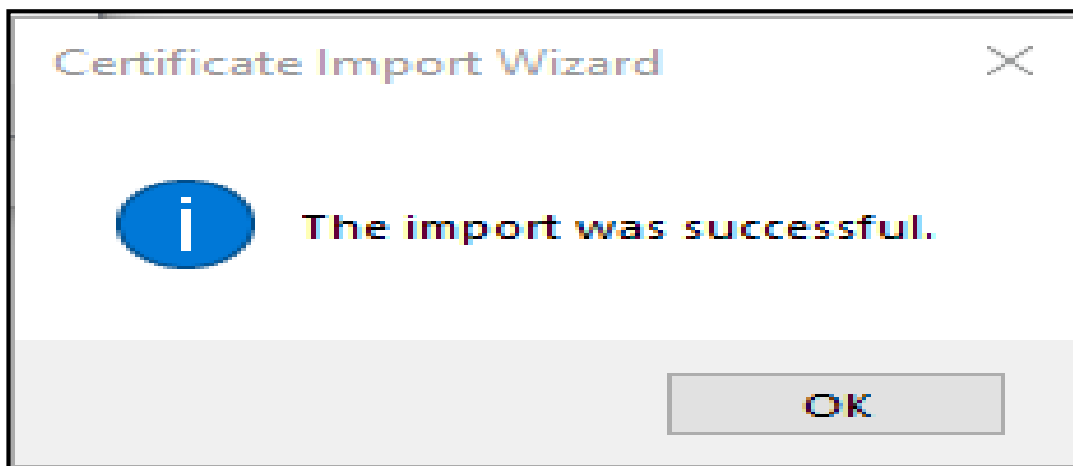 Certificate Import Wizard
The import was successful.
OK